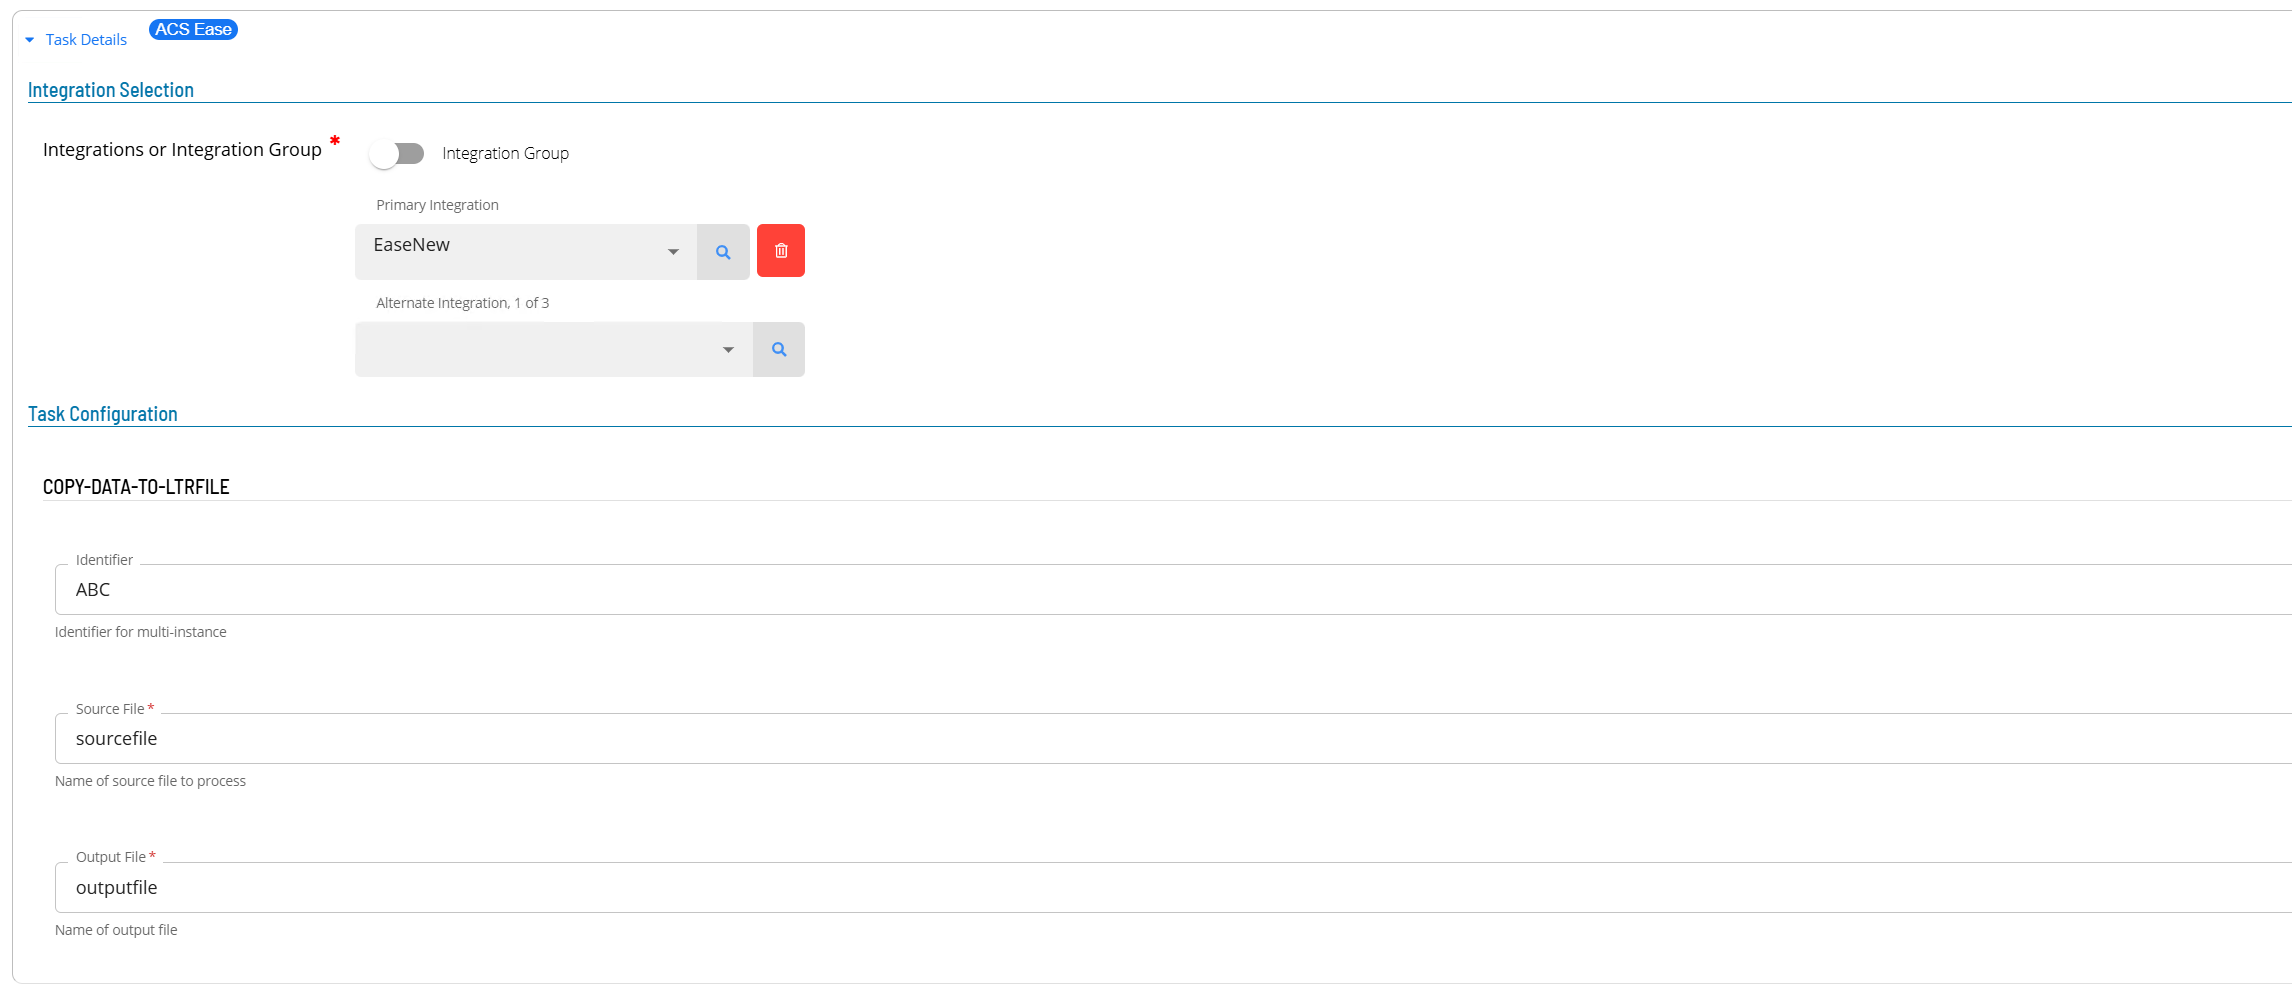 Task Details ACS Ease
Integration Selection
Integrations or Integration Group * Integration Group
Primary Integration
EaseNew
Alternate Integration, 1 of 3
Task Configuration
COPY-DATA-TO-LTRFILE
Identifier
ABC
Identifier for multi-instance
Source File *
sourcefile
Name of source file to process
Output File *
outputfile
Name of output file